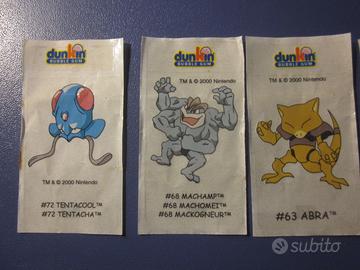 dunkin'
BUBBLE GUM
TM & © 2000 Nintendo
#72 TENTACOOL™
#72 TENTACHA™
dunkin'
BUBBLE GUM
TM & © 2000 Nintendo
#68 MACHAMP™
#68 MACHOMEI™
#68 MACKOGNEUR™
dunkin'
BUBBLE GUM
TM & © 2000 Nintendo
#63 ABRA™
subito